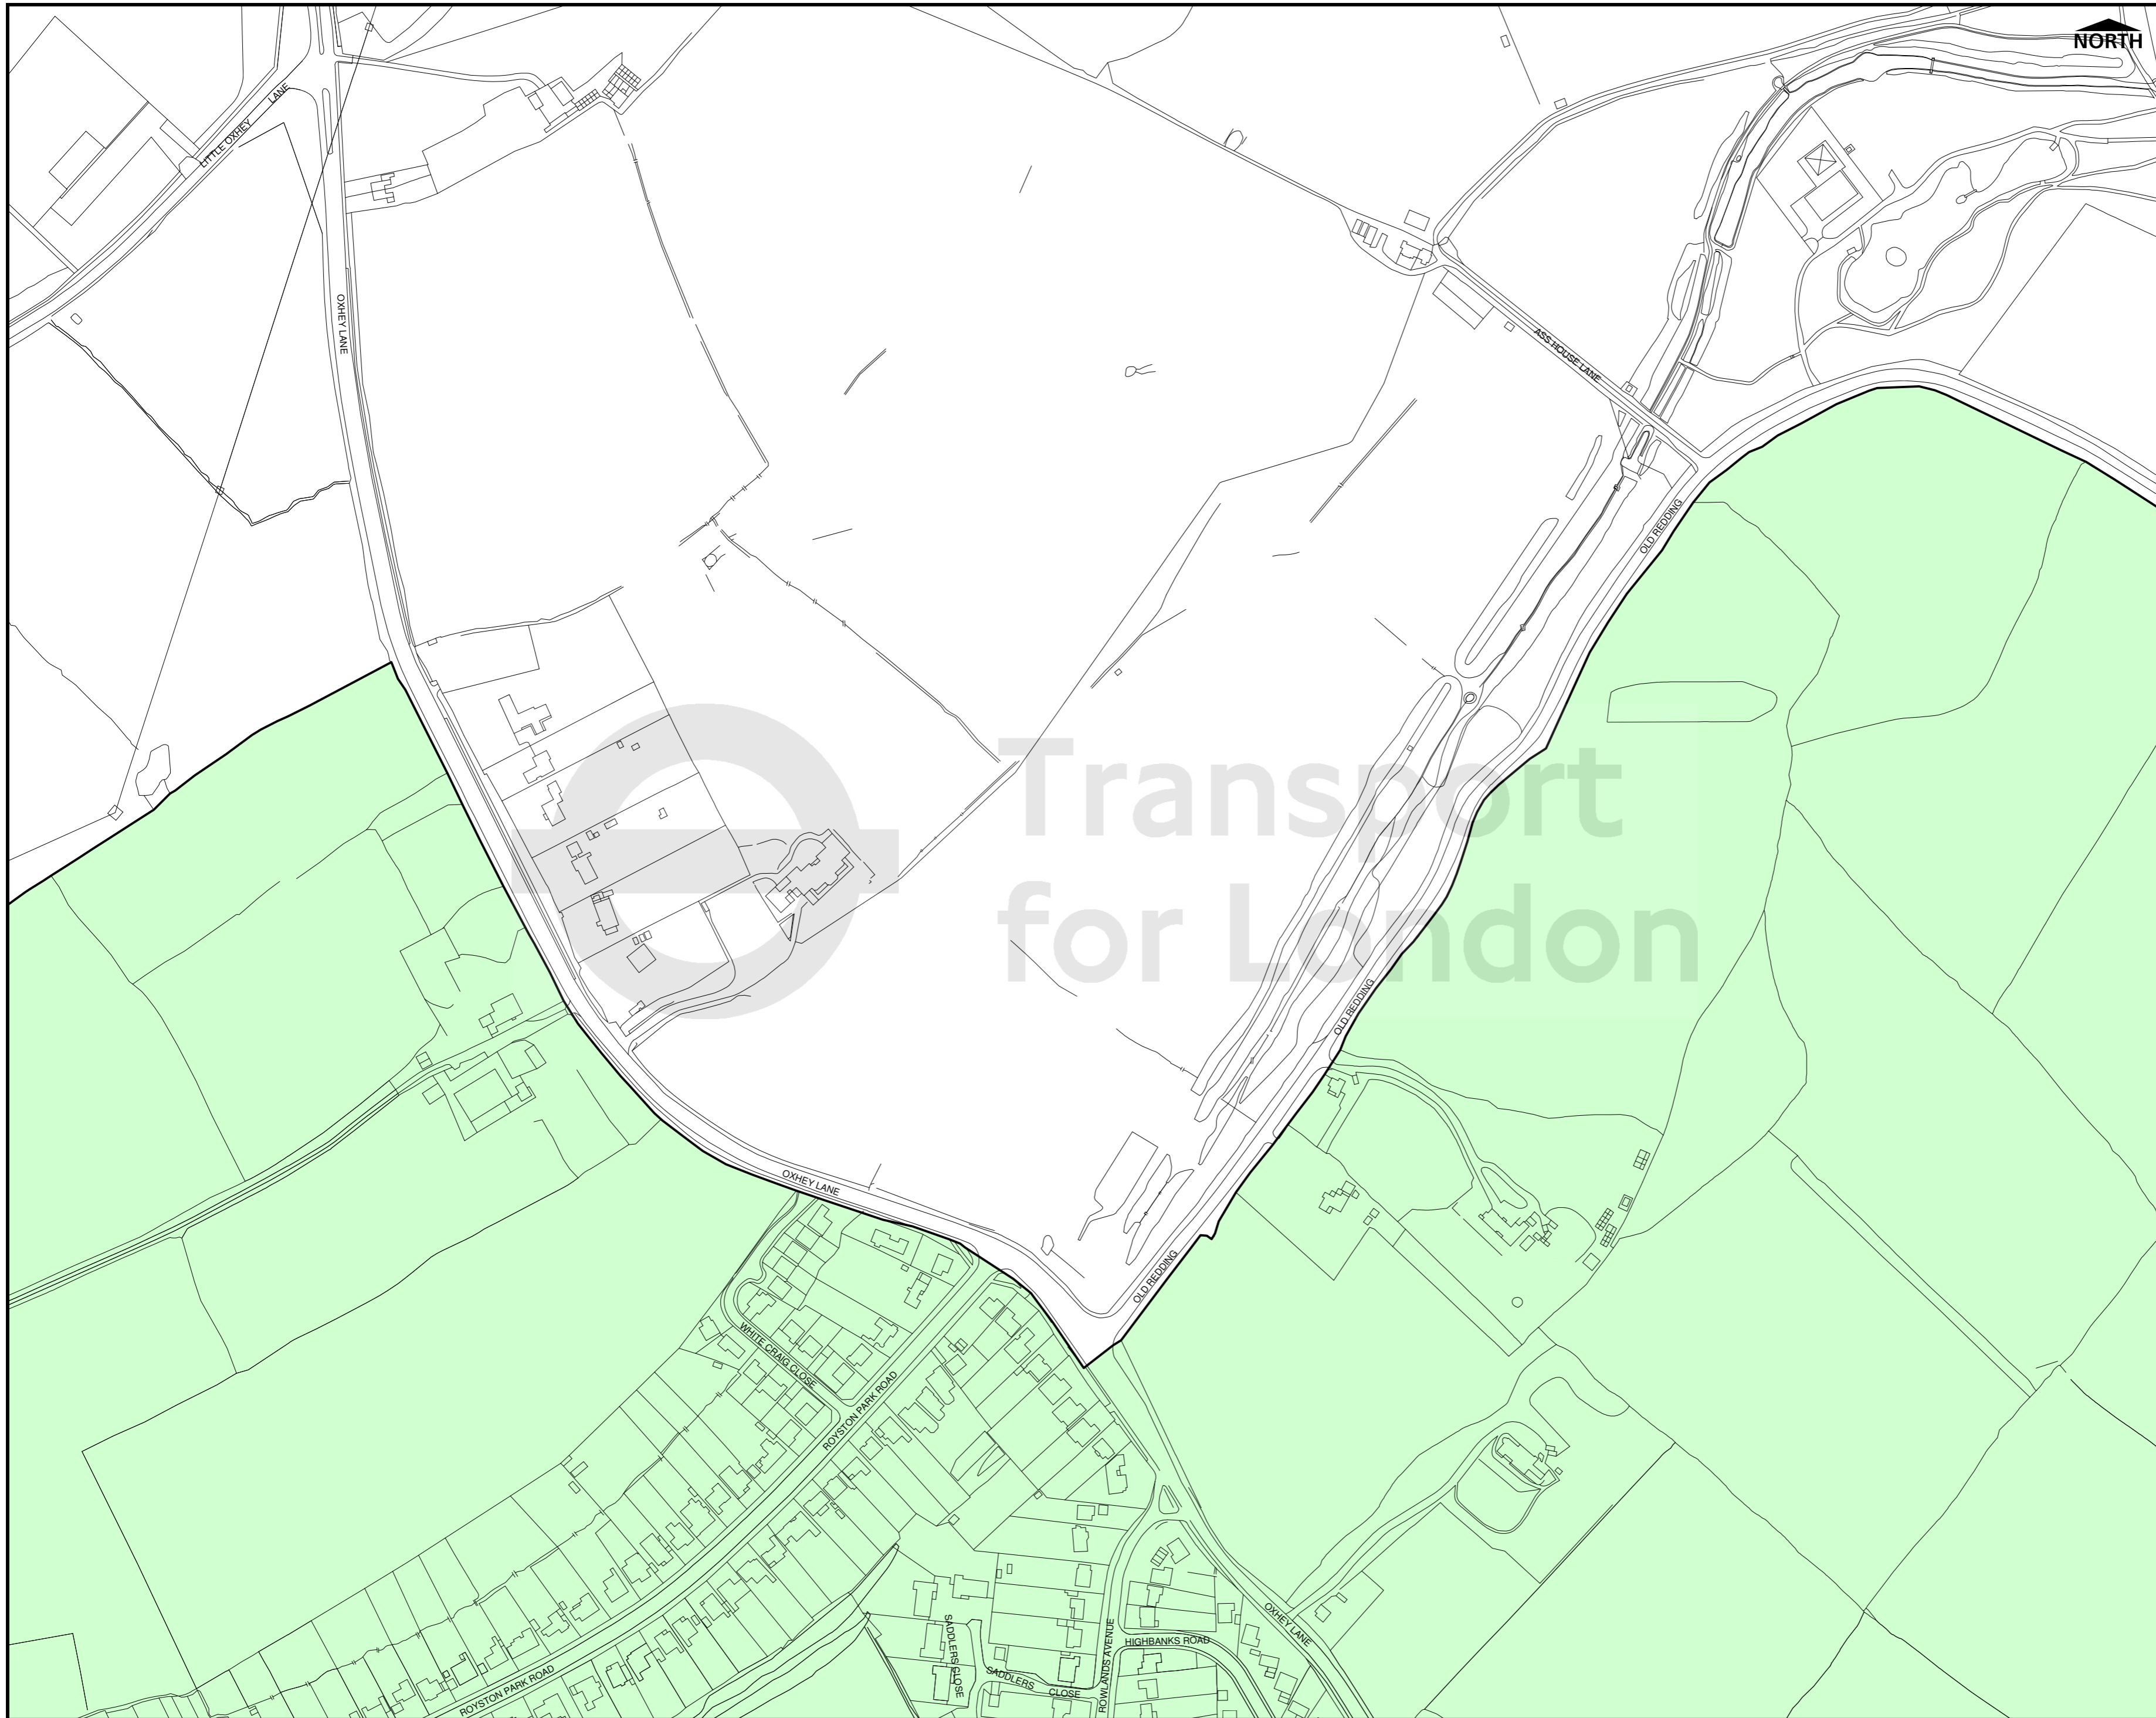 NORTH
LITTLE OXHEY
LANE
OXHEY LANE
ASS HOUSE LANE
OLD REDDING
Transport
for London
OLD REDDING
OXHEY LANE
OLD REDDING
WHITE CRAIG CLOSE
ROYSTON PARK ROAD
OXHEY LANE
HIGHBANKS ROAD
ROWLANDS AVENUE
SADDLERS CLOSE
SADDLERS
CLOSE
ROYSTON PARK ROAD